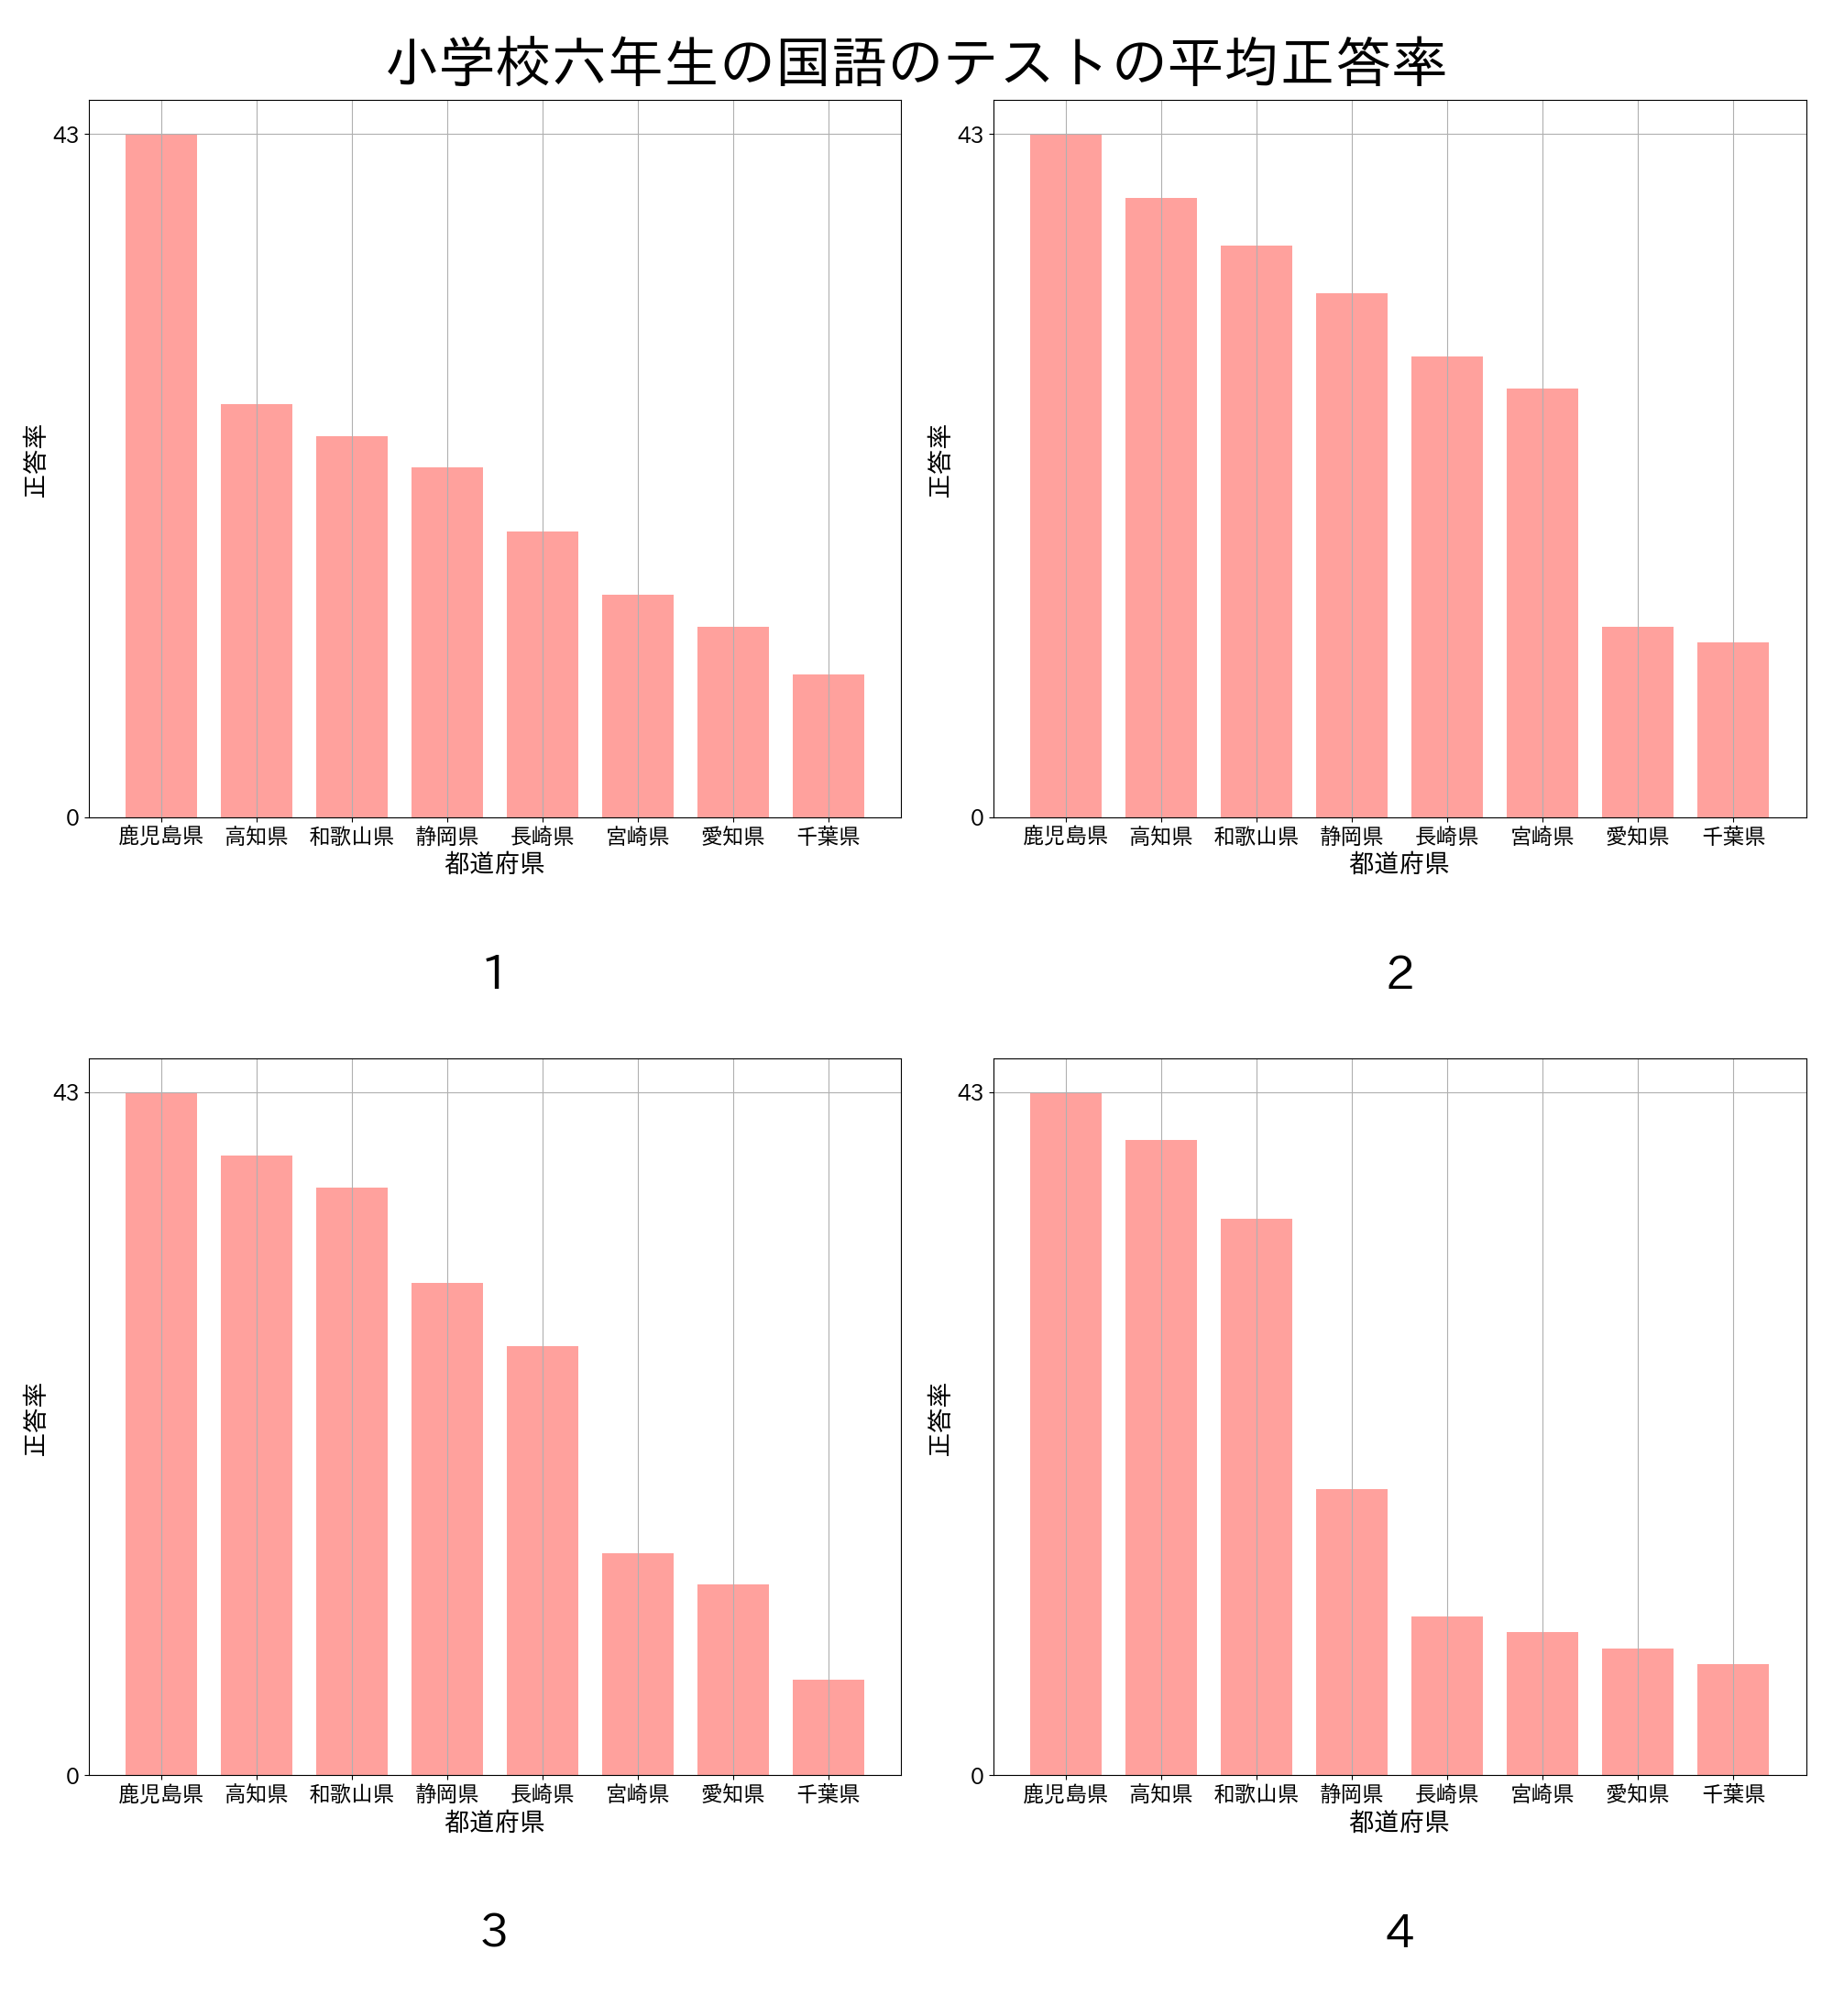 小学校六年生の国語のテストの平均正答率
43
0
正答率
鹿児島県 高知県 和歌山県 静岡県 長崎県 宮崎県 愛知県 千葉県
都道府県
1
43
0
正答率
鹿児島県 高知県 和歌山県 静岡県 長崎県 宮崎県 愛知県 千葉県
都道府県
2
43
0
正答率
鹿児島県 高知県 和歌山県 静岡県 長崎県 宮崎県 愛知県 千葉県
都道府県
3
43
0
正答率
鹿児島県 高知県 和歌山県 静岡県 長崎県 宮崎県 愛知県 千葉県
都道府県
4